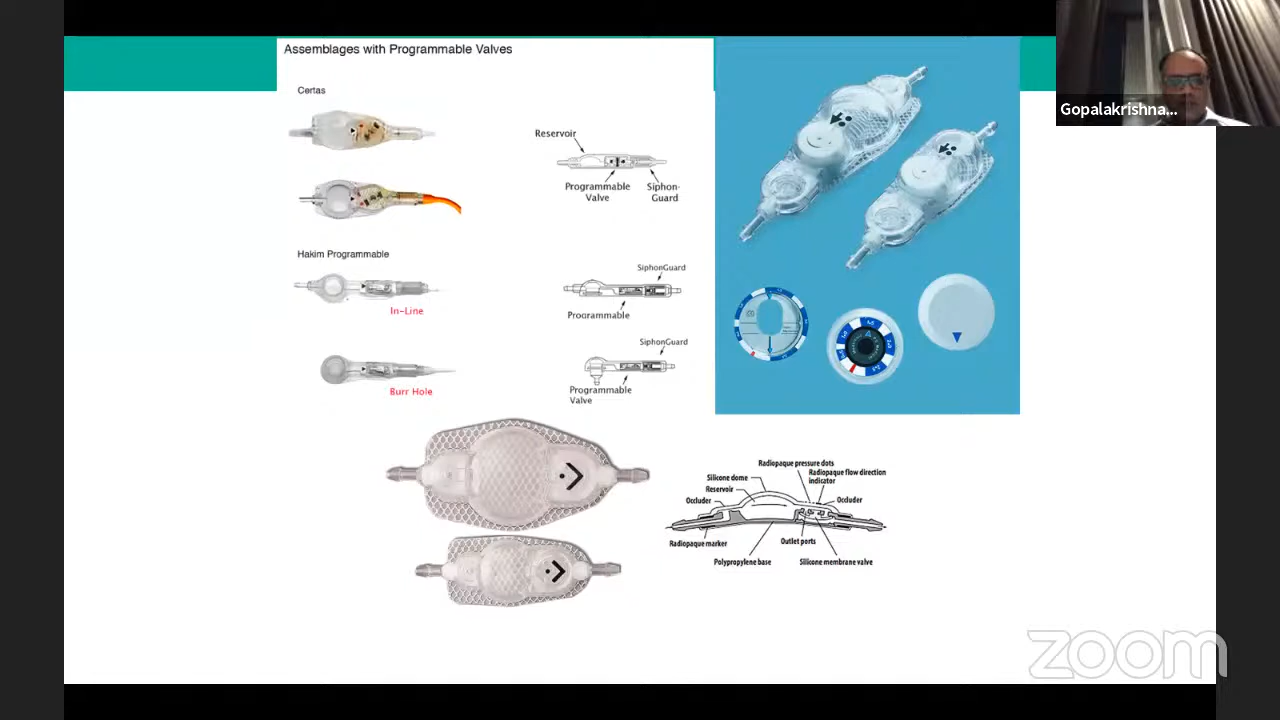 Assemblages with Programmable Valves
Certas
Reservoir
Programmable
Valve
Siphon-
Guard
Hakim Programmable
SiphonGuard
In-Line
Programmable
SiphonGuard
Burr Hole
Programmable
Valve
Radiopaque pressure dots
Radiopaque flow direction
indicator
Silicone dome
Reservoir
Occluder
Occluder
Radiopaque marker
Outlet ports
Polypropylene base
Silicone membrane valve
Gopalakrishna...
zoom